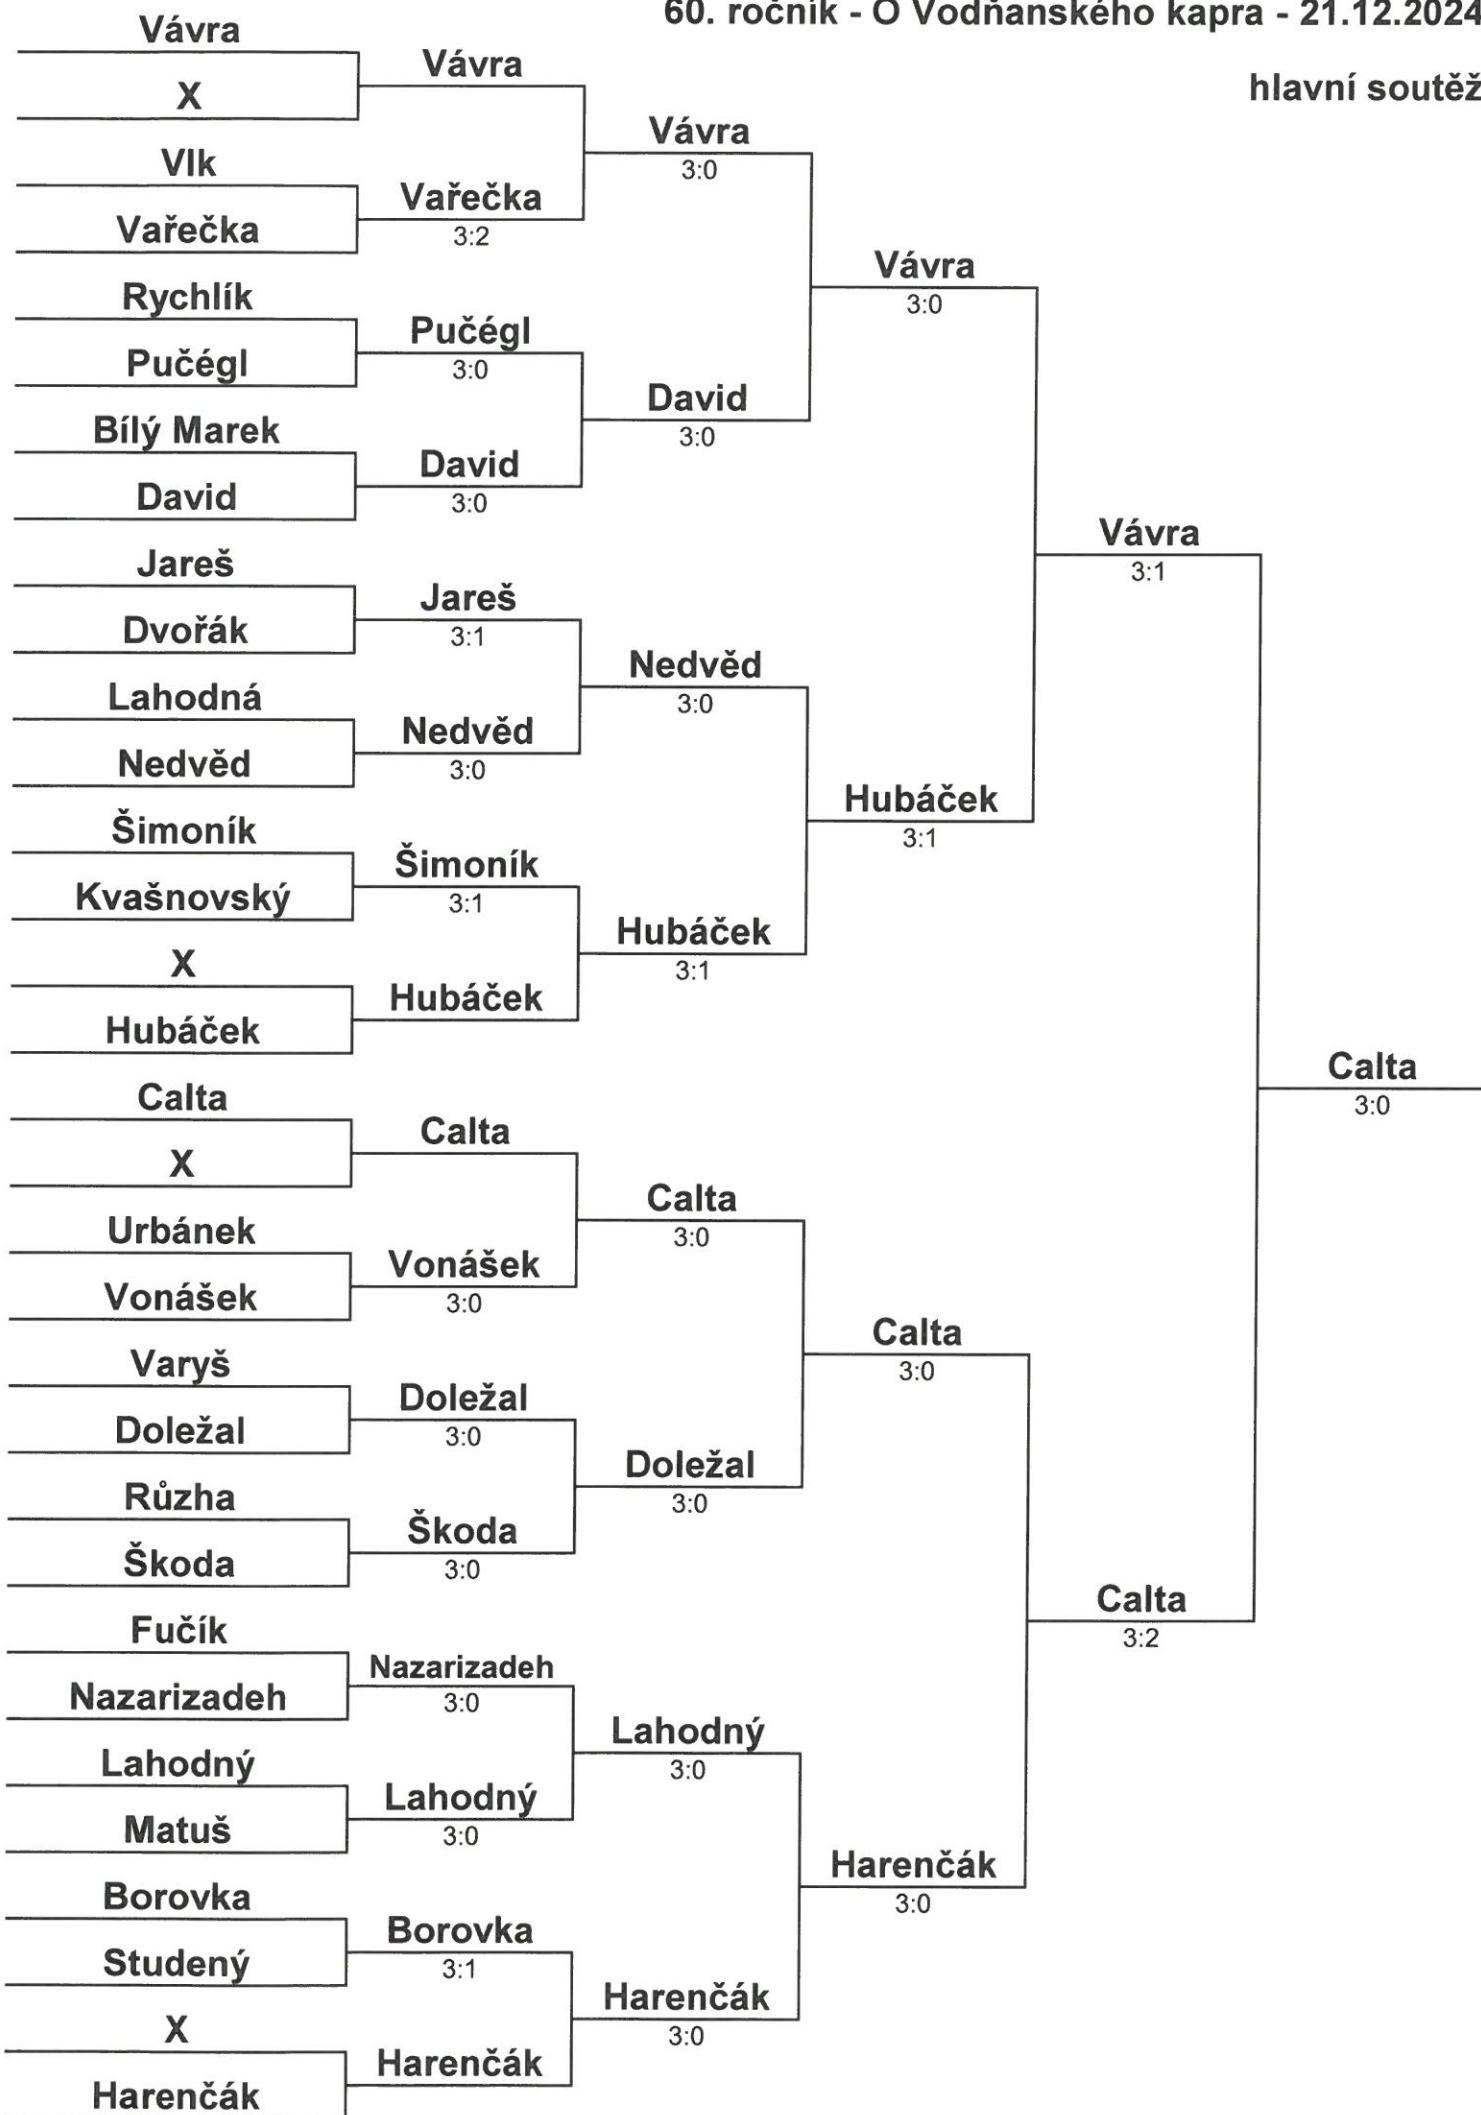 60. ročník - O Vodňanského kapra - 21.12.2024
hlavní soutěž
Vávra
X
Vlk
Vařečka
Rychlík
Pučégl
Bílý Marek
David
Jareš
Dvořák
Lahodná
Nedvěd
Šimoník
Kvašnovský
X
Hubáček
Calta
X
Urbánek
Vonášek
Varyš
Doležal
Růzha
Škoda
Fučík
Nazarizadeh
Lahodný
Matuš
Borovka
Studený
X
Harenčák
Vávra
Vařečka
3:2
Pučégl
3:0
David
3:0
Jareš
3:1
Nedvěd
3:0
Šimoník
3:1
Hubáček
Calta
Vonášek
3:0
Doležal
3:0
Škoda
3:0
Nazarizadeh
3:0
Lahodný
3:0
Borovka
3:1
Harenčák
Vávra
3:0
David
3:0
Nedvěd
3:0
Hubáček
3:1
Calta
3:0
Doležal
3:0
Lahodný
3:0
Harenčák
3:0
Vávra
3:0
Hubáček
3:1
Calta
3:0
Harenčák
3:0
Vávra
3:1
Calta
3:2
Calta
3:0